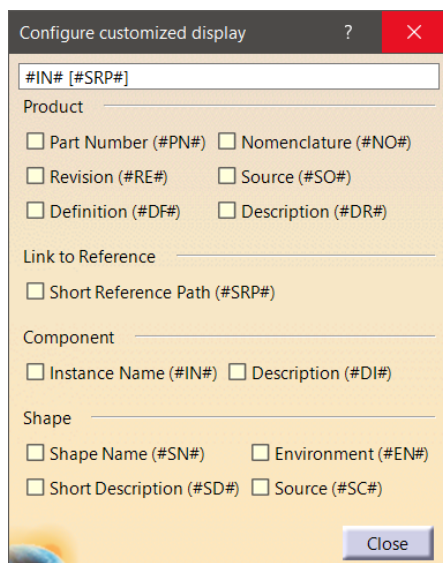 Configure customized display ?
#IN# [#SRP#]
Product
Part Number (#PN#) Nomenclature (#NO#)
Revision (#RE#) Source (#SO#)
Definition (#DF#) Description (#DR#)
Link to Reference
Short Reference Path (#SRP#)
Component
Instance Name (#IN#) Description (#DI#)
Shape
Shape Name (#SN#) Environment (#EN#)
Short Description (#SD#) Source (#SC#)
Close